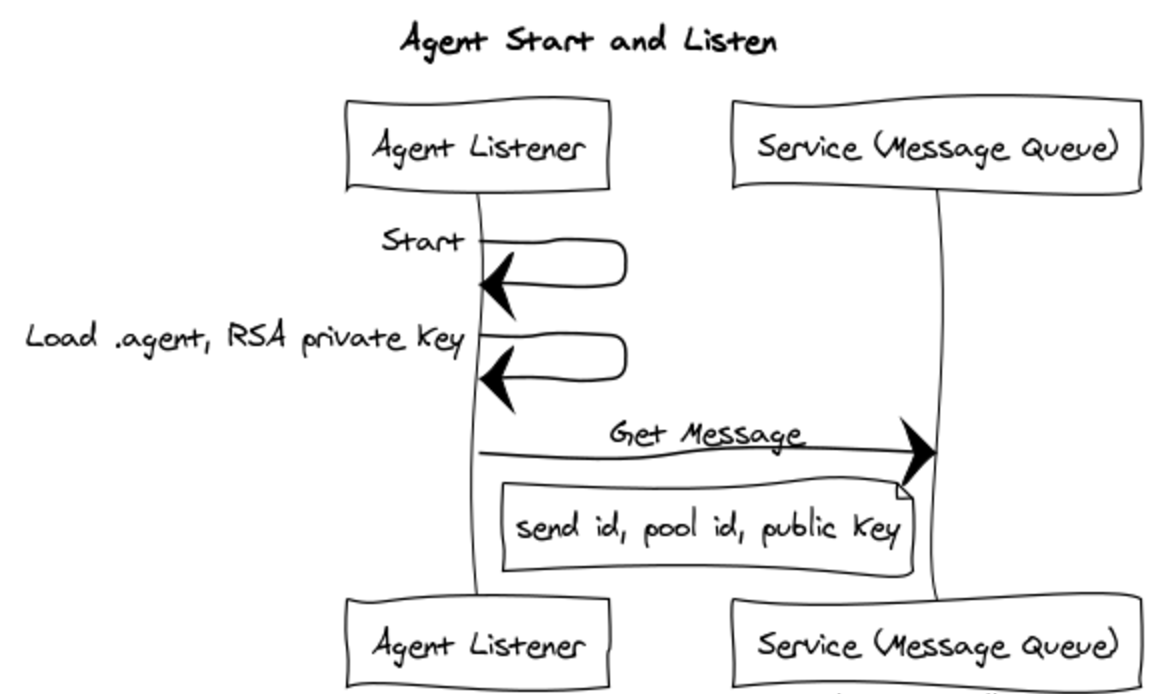 Agent Start and Listen
Agent Listener
Service (Message Queue)
Start
Load .agent, RSA private key
Get Message
send id, pool id, public key
Agent Listener
Service (Message Queue)